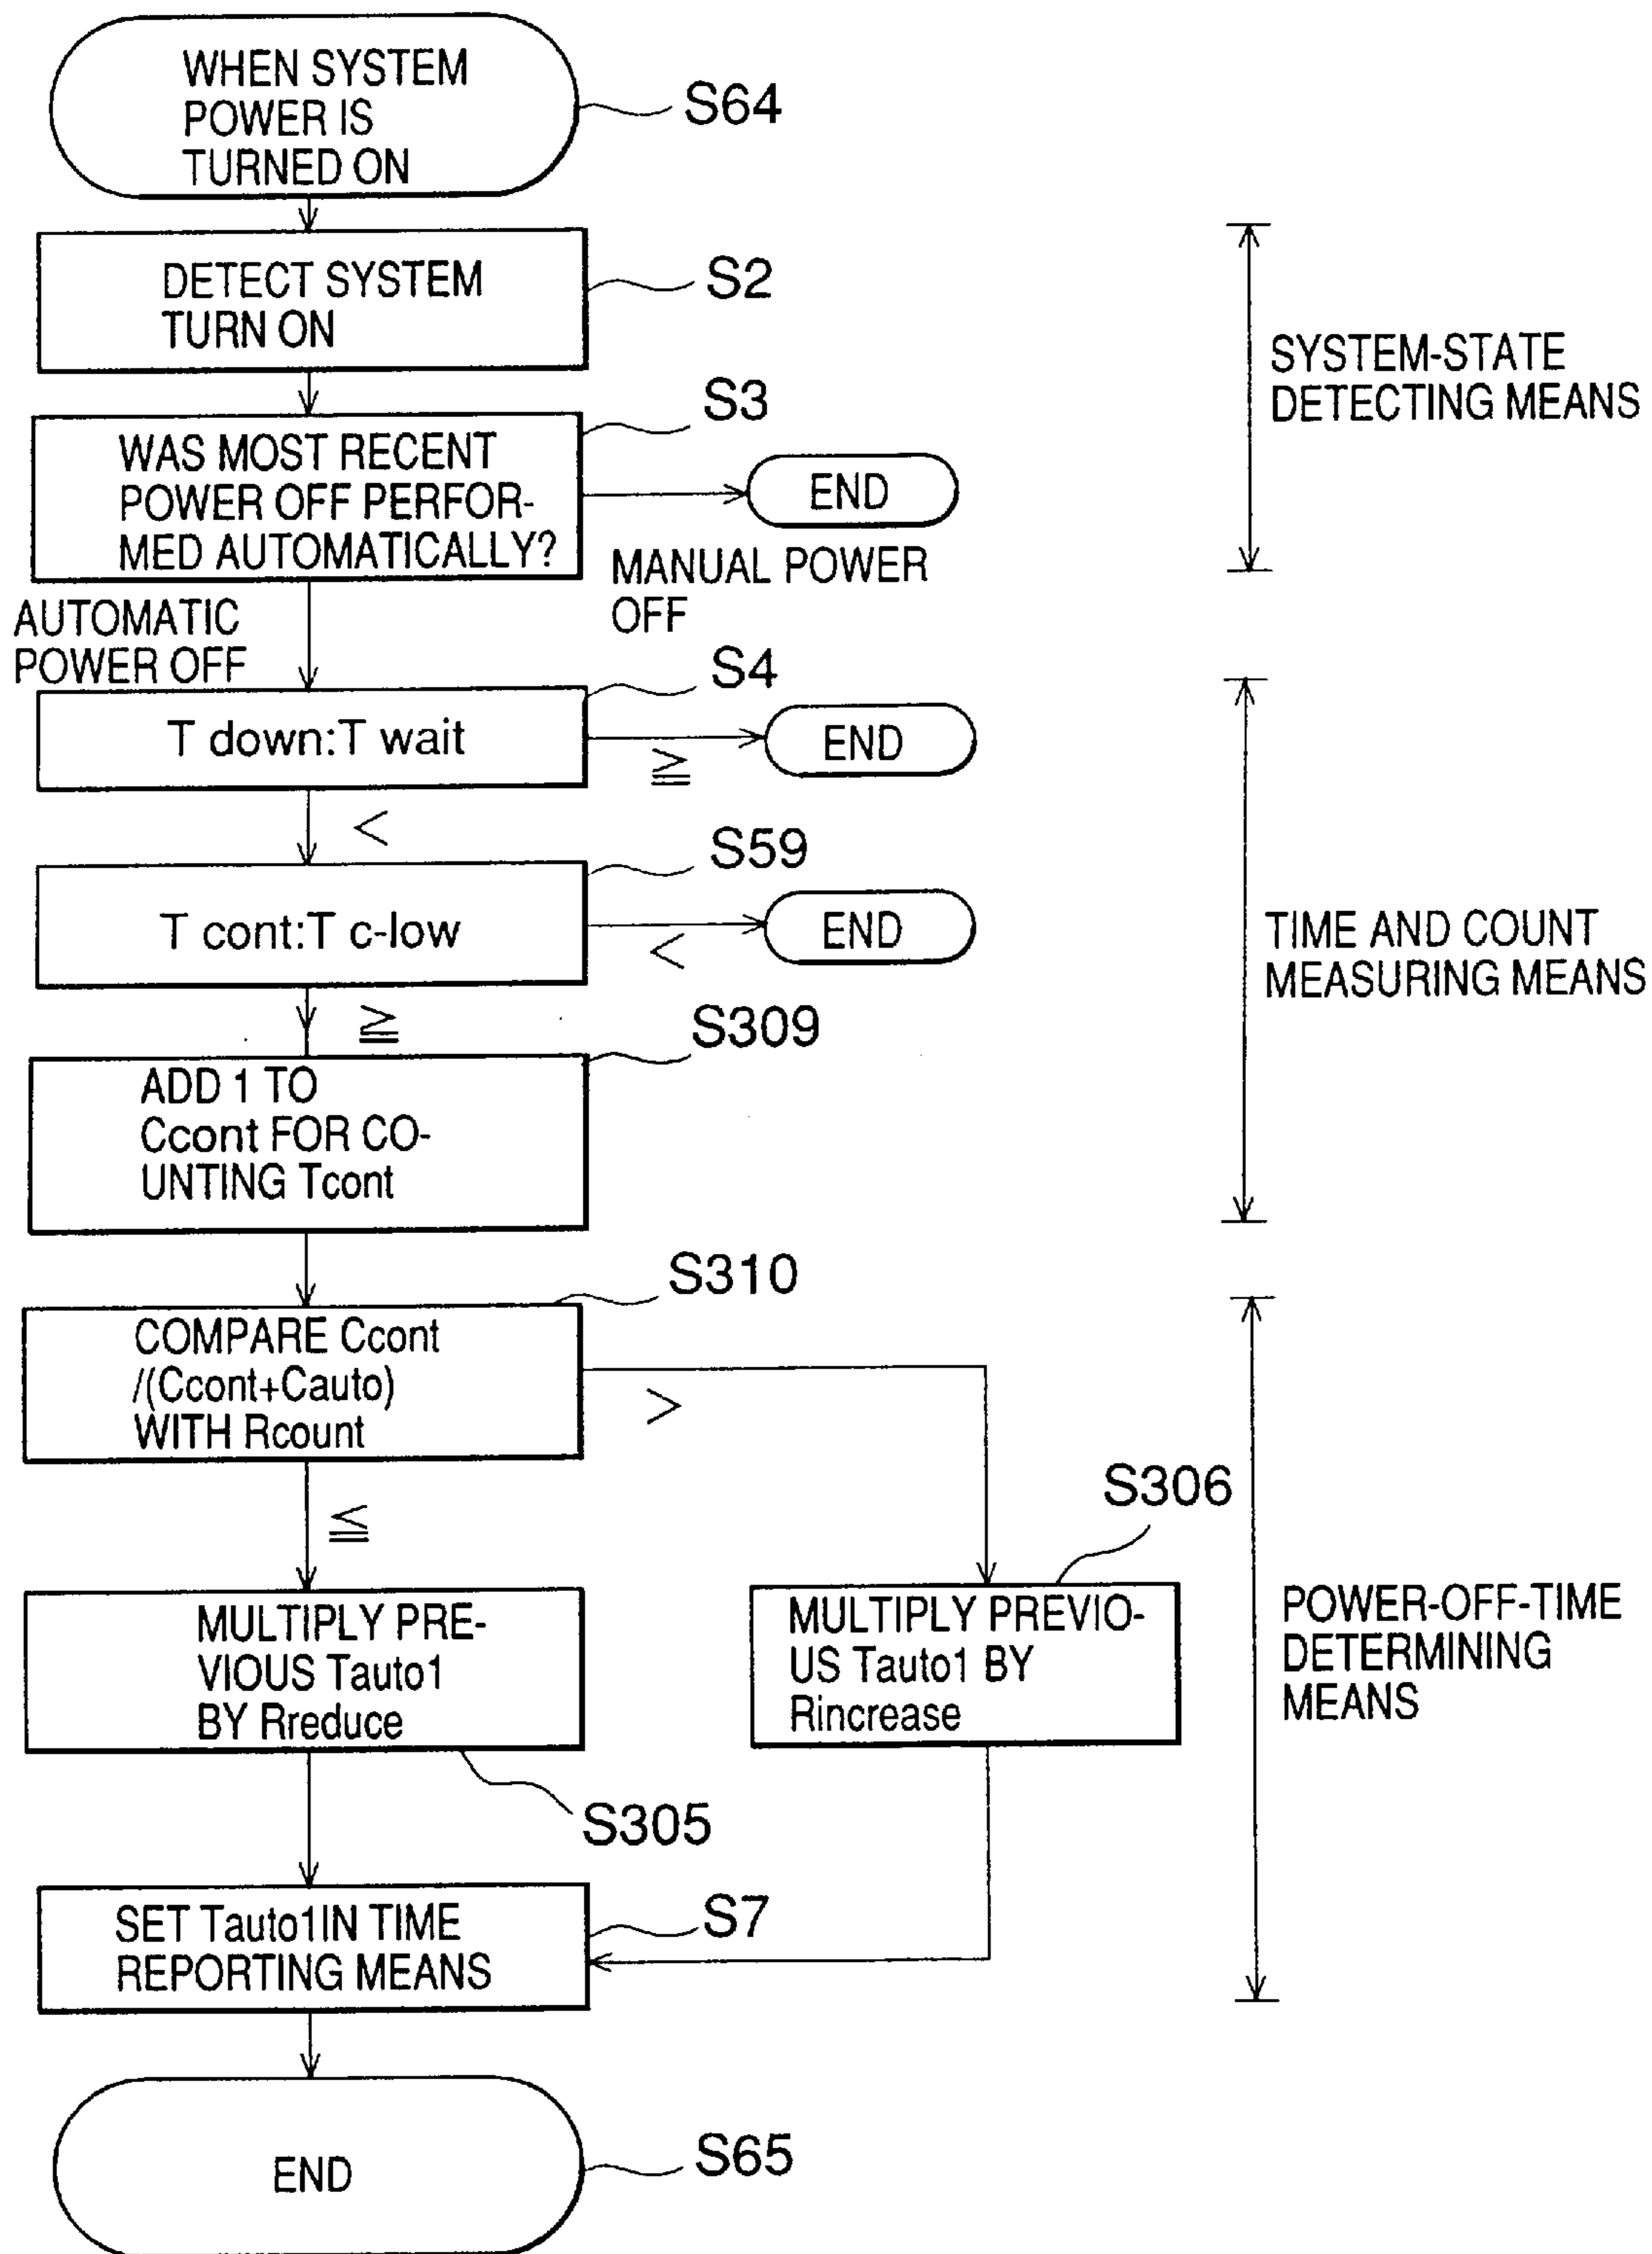 WHEN SYSTEM
POWER IS
TURNED ON
S64
DETECT SYSTEM
TURN ON
S2
SYSTEM-STATE
DETECTING MEANS
S3
WAS MOST RECENT
POWER OFF PERFOR-
MED AUTOMATICALLY?
END
MANUAL POWER
OFF
AUTOMATIC
POWER OFF
S4
T down:T wait
≧
END
<
S59
T cont:T c-low
<
END
TIME AND COUNT
MEASURING MEANS
≧
S309
ADD 1 TO
Ccont FOR CO-
UNTING Tcont
S310
COMPARE Ccont
/(Ccont+Cauto)
WITH Rcount
>
≦
S306
MULTIPLY PRE-
VIOUS Tauto1
BY Rreduce
S305
MULTIPLY PREVIO-
US Tauto1 BY
Rincrease
POWER-OFF-TIME
DETERMINING
MEANS
SET Tauto1IN TIME
REPORTING MEANS
S7
END
S65